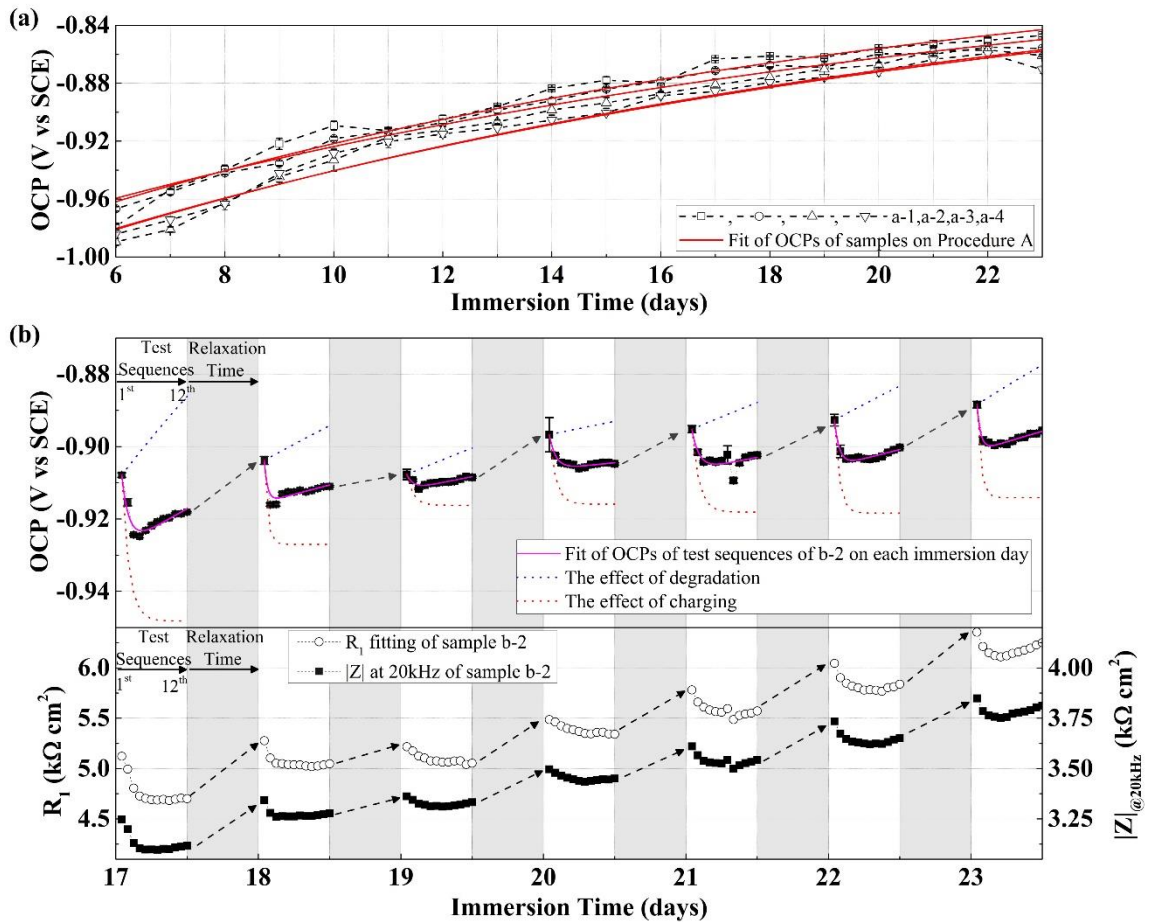 (a)
-0.84
-0.88
-0.92
-0.96
-1.00
OCP (V vs SCE)
, , , a-1,a-2,a-3,a-4
Fit of OCPs of samples on Procedure A
6 8 10 12 14 16 18 20 22
Immersion Time (days)
(b)
Test Sequences
Relaxation Time
1st 12th
-0.88
-0.90
-0.92
-0.94
OCP (V vs SCE)
Fit of OCPs of test sequences of b-2 on each immersion day
The effect of degradation
The effect of charging
Test Sequences
Relaxation Time
1st 12th
R1 fitting of sample b-2
|Z| at 20kHz of sample b-2
6.0
5.5
5.0
4.5
R1 (kΩ cm2)
4.00
3.75
3.50
3.25
|Z|@20kHz (kΩ cm2)
17 18 19 20 21 22 23
Immersion Time (days)